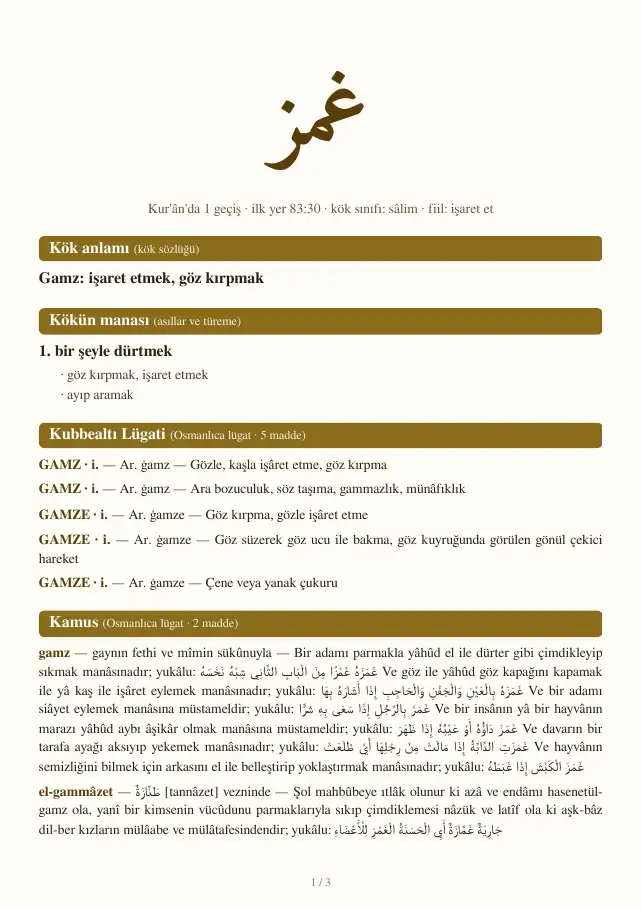 غمز
Kur'ân'da 1 geçiş · ilk yer 83:30 · kök sınıfı: sâlim · fiil: işaret et
Kök anlamı (kök sözlüğü)
Gamz: işaret etmek, göz kırpmak
Kökün manası (asıllar ve türeme)
1. bir şeyle dürtmek
· göz kırpmak, işaret etmek
· ayıp aramak
Kubbealtı Lügati (Osmanlıca lügat · 5 madde)
GAMZ · i. — Ar. ġamz — Gözle, kaşla işâret etme, göz kırpma
GAMZ · i. — Ar. ġamz — Ara bozuculuk, söz taşıma, gammazlık, münâfıklık
GAMZE · i. — Ar. ġamze — Göz kırpma, gözle işâret etme
GAMZE · i. — Ar. ġamze — Göz süzerek göz ucu ile bakma, göz kuyruğunda görülen gönül çekici
hareket
GAMZE · i. — Ar. ġamze — Çene veya yanak çukuru
Kamus (Osmanlıca lügat · 2 madde)
gamz — gaynın fethi ve mîmin sükûnuyla — Bir adamı parmakla yâhûd el ile dürter gibi çimdikleyip
sıkmak manâsınadır; yukâlu: غَمَزَهُ غَمْزًا مِنَ الْبَابِ الثَّانِي شِبْهُ نَخَسَهُ Ve göz ile yâhûd göz kapağını kapamak
ile yâ kaş ile işâret eylemek manâsınadır; yukâlu: غَمَزَهُ بِالْعَيْنِ وَالْجَفْنِ وَالْحَاجِبِ إِذَا أَشَارَهُ بِهَا Ve bir adamı
siâyet eylemek manâsına müstameldir; yukâlu: غَمَزَ بِالرَّجُلِ إِذَا سَعَى بِهِ شَرًّا Ve bir insânın yâ bir hayvânın
marazı yâhûd aybı âşikâr olmak manâsına müstameldir; yukâlu: غَمَزَ دَاؤُهُ أَوْ عَيْبُهُ إِذَا ظَهَرَ Ve davarın bir
tarafa ayağı aksıyıp yekemek manâsınadır; yukâlu: غَمَزَتِ الدَّابَّةُ إِذَا مَالَتْ مِنْ رِجْلِهَا أَيْ ظَلَعَتْ Ve hayvânın
semizliğini bilmek için arkasını el ile belleştirip yoklaştırmak manâsınadır; yukâlu: غَمَزَ الْكَبْشَ إِذَا غَبَطَهُ
el-gammâzet — طَنَّازَةٌ [tannâzet] vezninde — Şol mahbûbeye ıtlâk olunur ki azâ ve endâmı hasenetül-
gamz ola, yanî bir kimsenin vücûdunu parmaklarıyla sıkıp çimdiklemesi nâzük ve latîf ola ki aşk-bâz
dil-ber kızların mülâabe ve mülâtafesindendir; yukâlu: جَارِيَةٌ غَمَّازَةٌ أَيِ الْحَسَنَةُ الْغَمْزِ لِلْأَعْضَاءِ
1 / 3